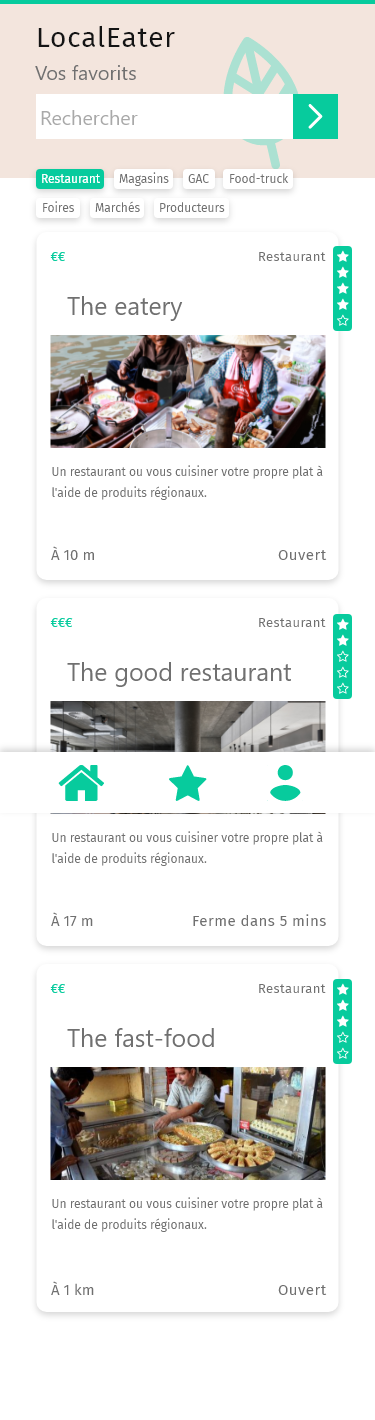 LocalEater
Vos favorits
Rechercher
Restaurant Magasins GAC Food-truck
Foires Marchés Producteurs
€€ Restaurant
The eatery
Un restaurant ou vous cuisiner votre propre plat à
l'aide de produits régionaux.
À 10 m Ouvert
€€€ Restaurant
The good restaurant
Un restaurant ou vous cuisiner votre propre plat à
l'aide de produits régionaux.
À 17 m Ferme dans 5 mins
€€ Restaurant
The fast-food
Un restaurant ou vous cuisiner votre propre plat à
l'aide de produits régionaux.
À 1 km Ouvert